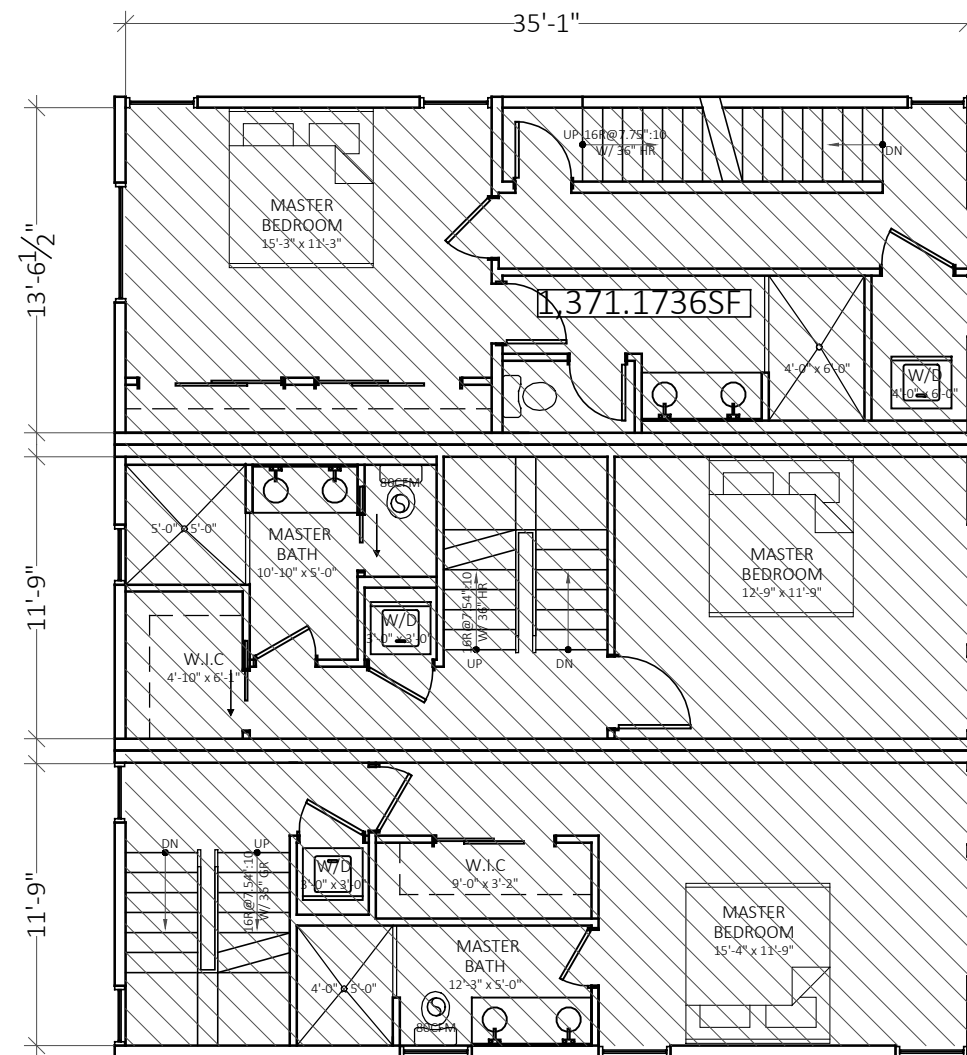 35'-1"
13'-6 1/2"
UP 16R@7.75":10
W/ 36" HR
DN
MASTER
BEDROOM
15'-3" x 11'-3"
1,371.1736SF
4'-0" x 6'-0"
W/D
4'-0" x 6'-0"
11'-9"
80CFM
5'-0" x 5'-0"
MASTER
BATH
10'-10" x 5'-0"
MASTER
BEDROOM
12'-9" x 11'-9"
W/D
3'-0" x 3'-0"
16R@7.54":10
W/ 36" HR
W.I.C
4'-10" x 6'-1"
UP
DN
11'-9"
DN
UP
16R@7.54":10
W/ 36" GR
W/D
3'-0" x 3'-0"
W.I.C
9'-0" x 3'-2"
MASTER
BEDROOM
15'-4" x 11'-9"
MASTER
BATH
12'-3" x 5'-0"
4'-0" x 5'-0"
80CFM